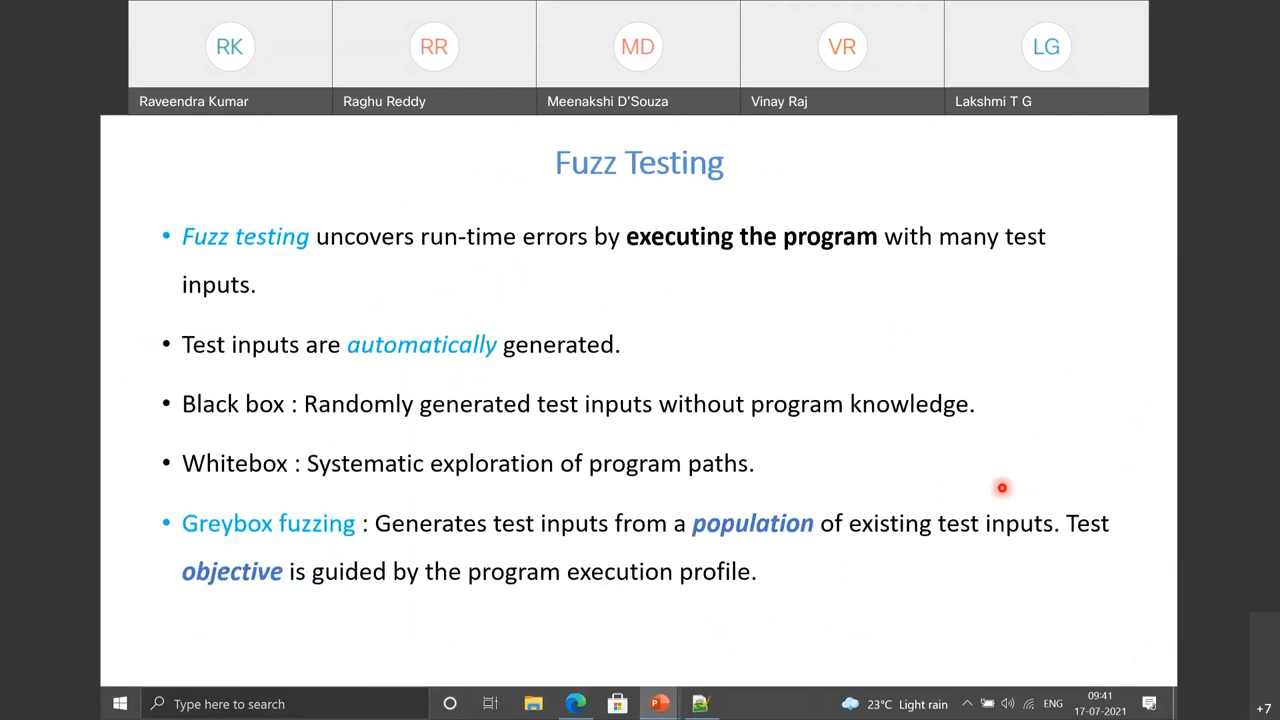 RK
RR
MD
VR
LG
Raveendra Kumar
Raghu Reddy
Meenakshi D'Souza
Vinay Raj
Lakshmi T G
Fuzz Testing
• Fuzz testing uncovers run-time errors by executing the program with many test
inputs.
• Test inputs are automatically generated.
• Black box : Randomly generated test inputs without program knowledge.
• Whitebox : Systematic exploration of program paths.
• Greybox fuzzing : Generates test inputs from a population of existing test inputs. Test
objective is guided by the program execution profile.
Type here to search
23°C Light rain
ENG
09:41
17-07-2021
+7